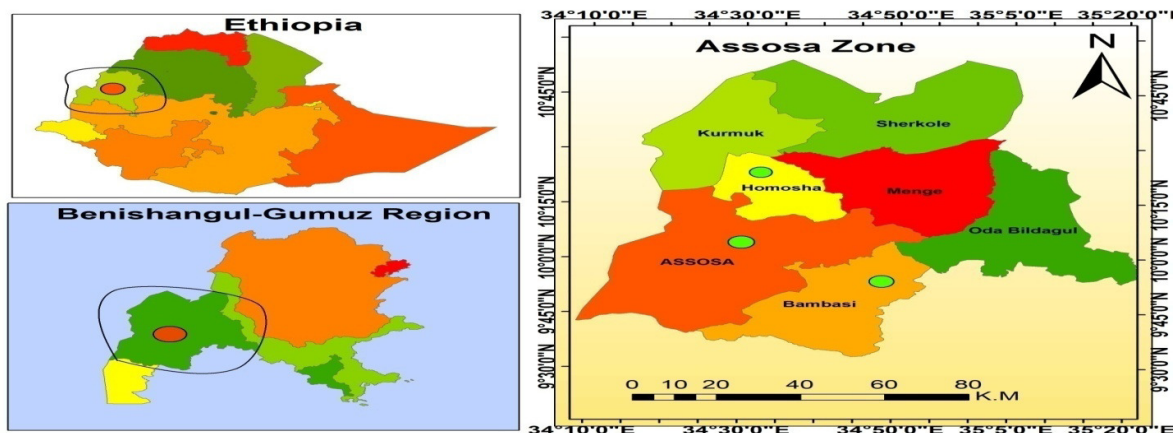 Ethiopia
Benishangul-Gumuz Region
34°10'0"E 34°30'0"E 34°50'0"E 35°5'0"E 35°20'0"E
Assosa Zone
N
10°45'0"N
10°15'0"N
10°0'0"N
9°45'0"N
9°30'0"N
Kurmuk
Sherkole
Homosha
Menge
Oda Bildagul
ASSOSA
Bambasi
10°45'0"N
10°15'0"N
10°0'0"N
9°45'0"N
9°30'0"N
0 10 20 40 60 80
K.M
34°10'0"E 34°30'0"E 34°50'0"E 35°5'0"E 35°20'0"E